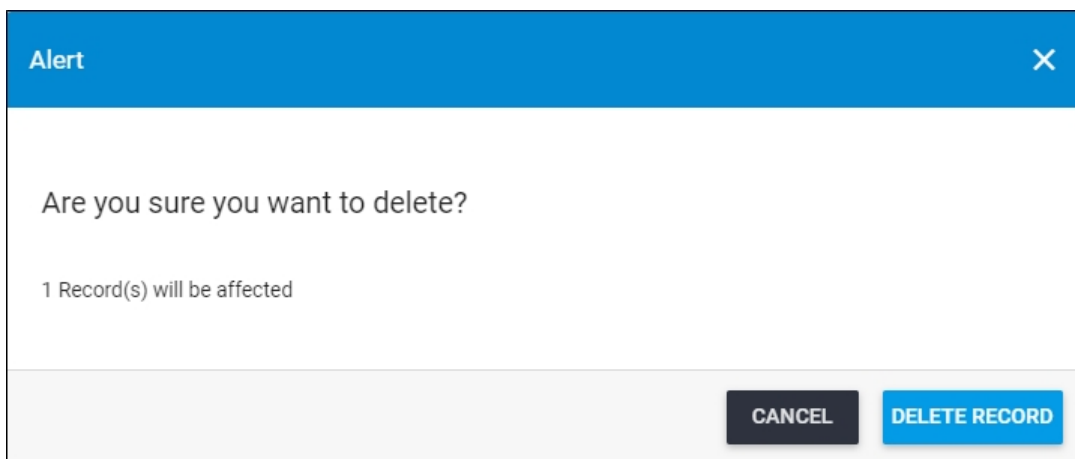 Alert
Are you sure you want to delete?
1 Record(s) will be affected
CANCEL DELETE RECORD